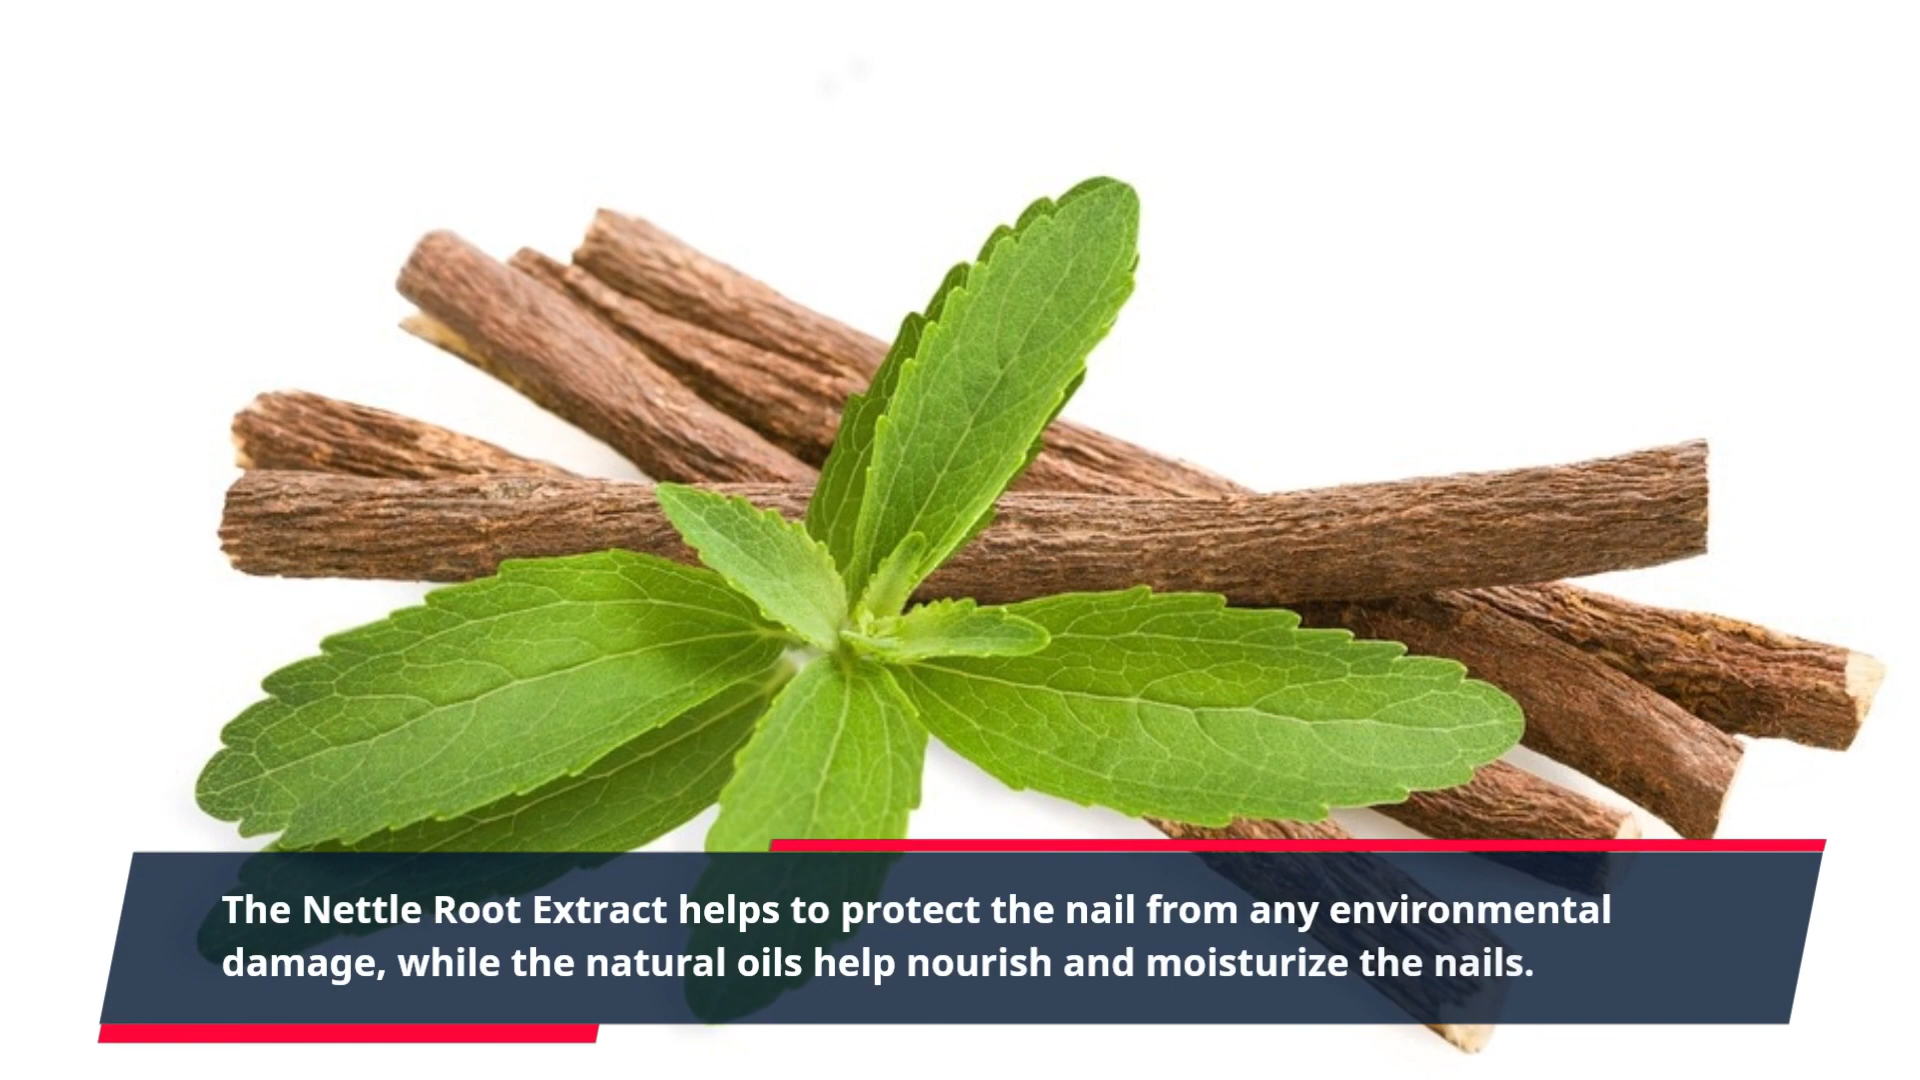 The Nettle Root Extract helps to protect the nail from any environmental
damage, while the natural oils help nourish and moisturize the nails.